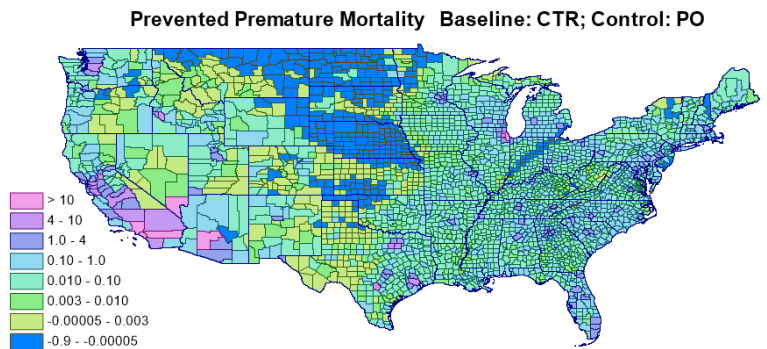 Prevented Premature Mortality Baseline: CTR; Control: PO
> 10
4 - 10
1.0 - 4
0.10 - 1.0
0.010 - 0.10
0.003 - 0.010
-0.00005 - 0.003
-0.9 - -0.00005